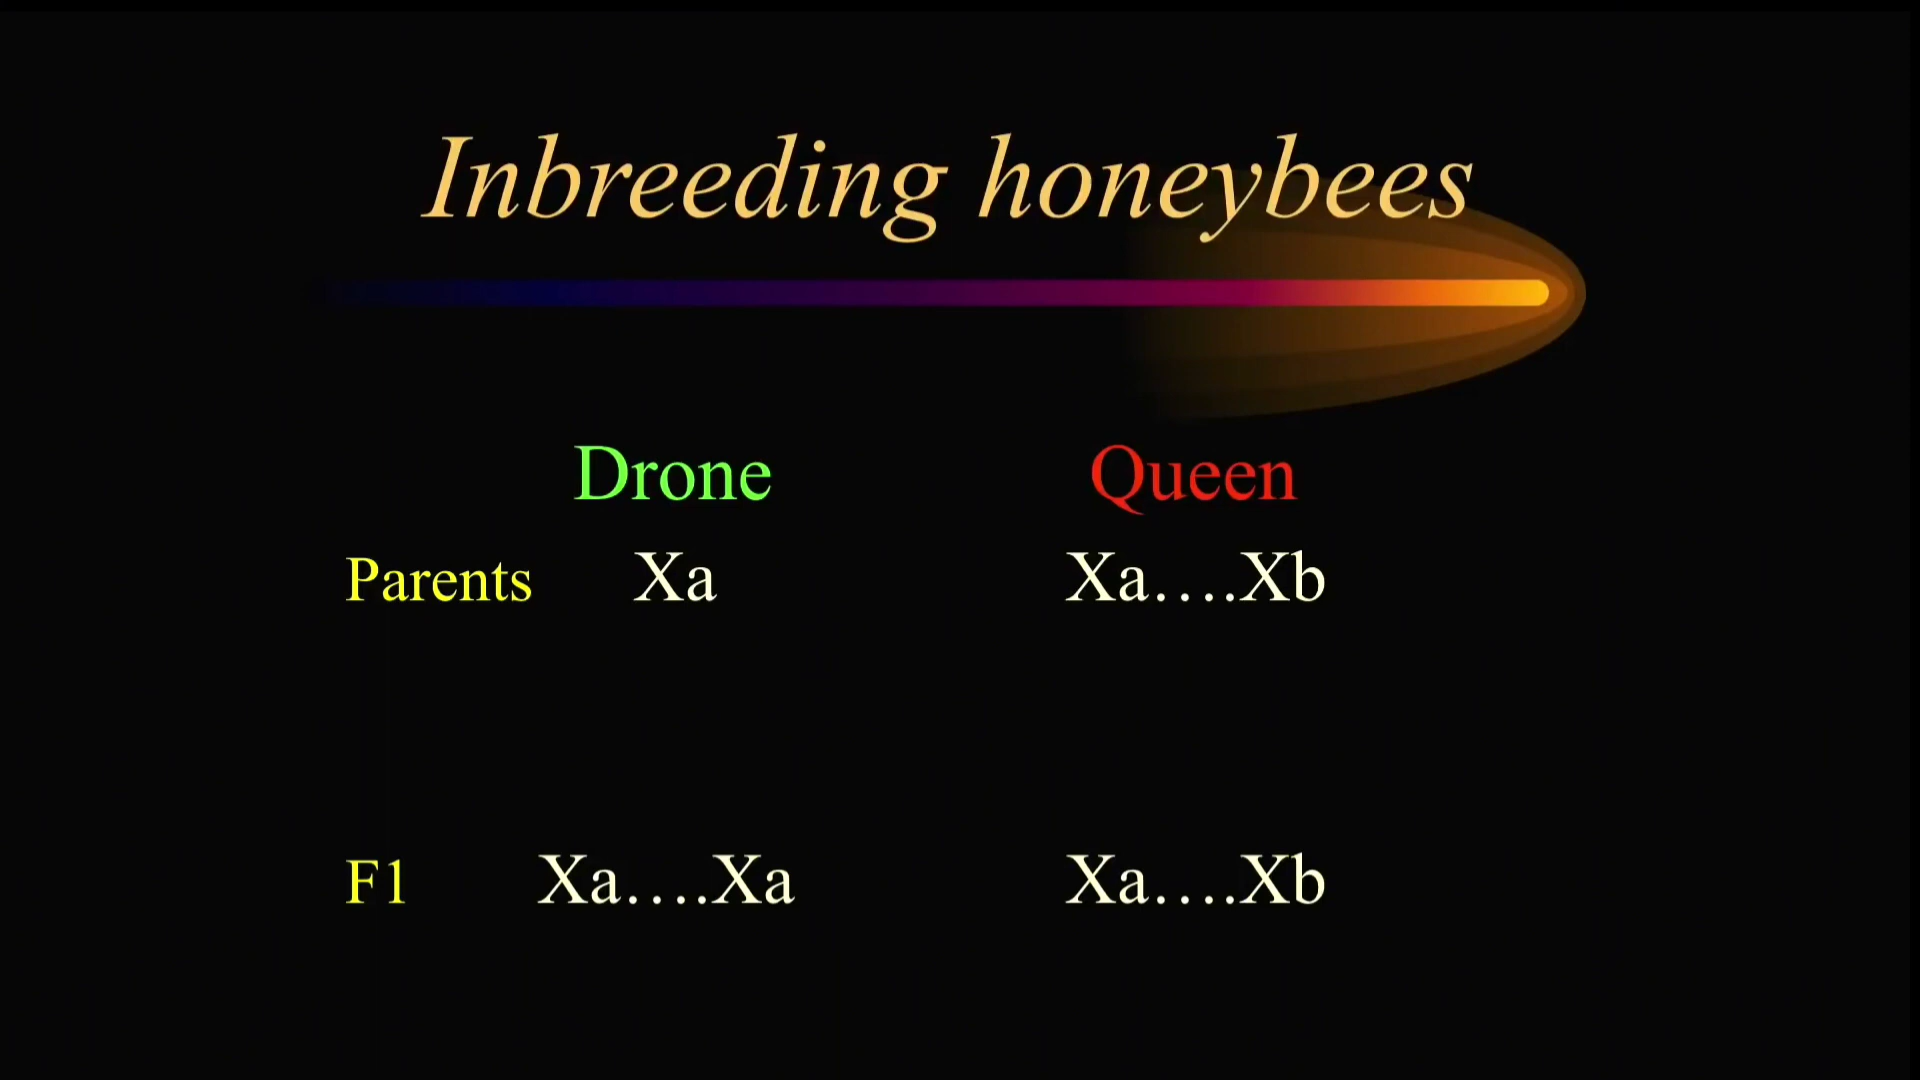 Inbreeding honeybees
Drone Queen
Parents Xa Xa….Xb
F1 Xa….Xa Xa….Xb